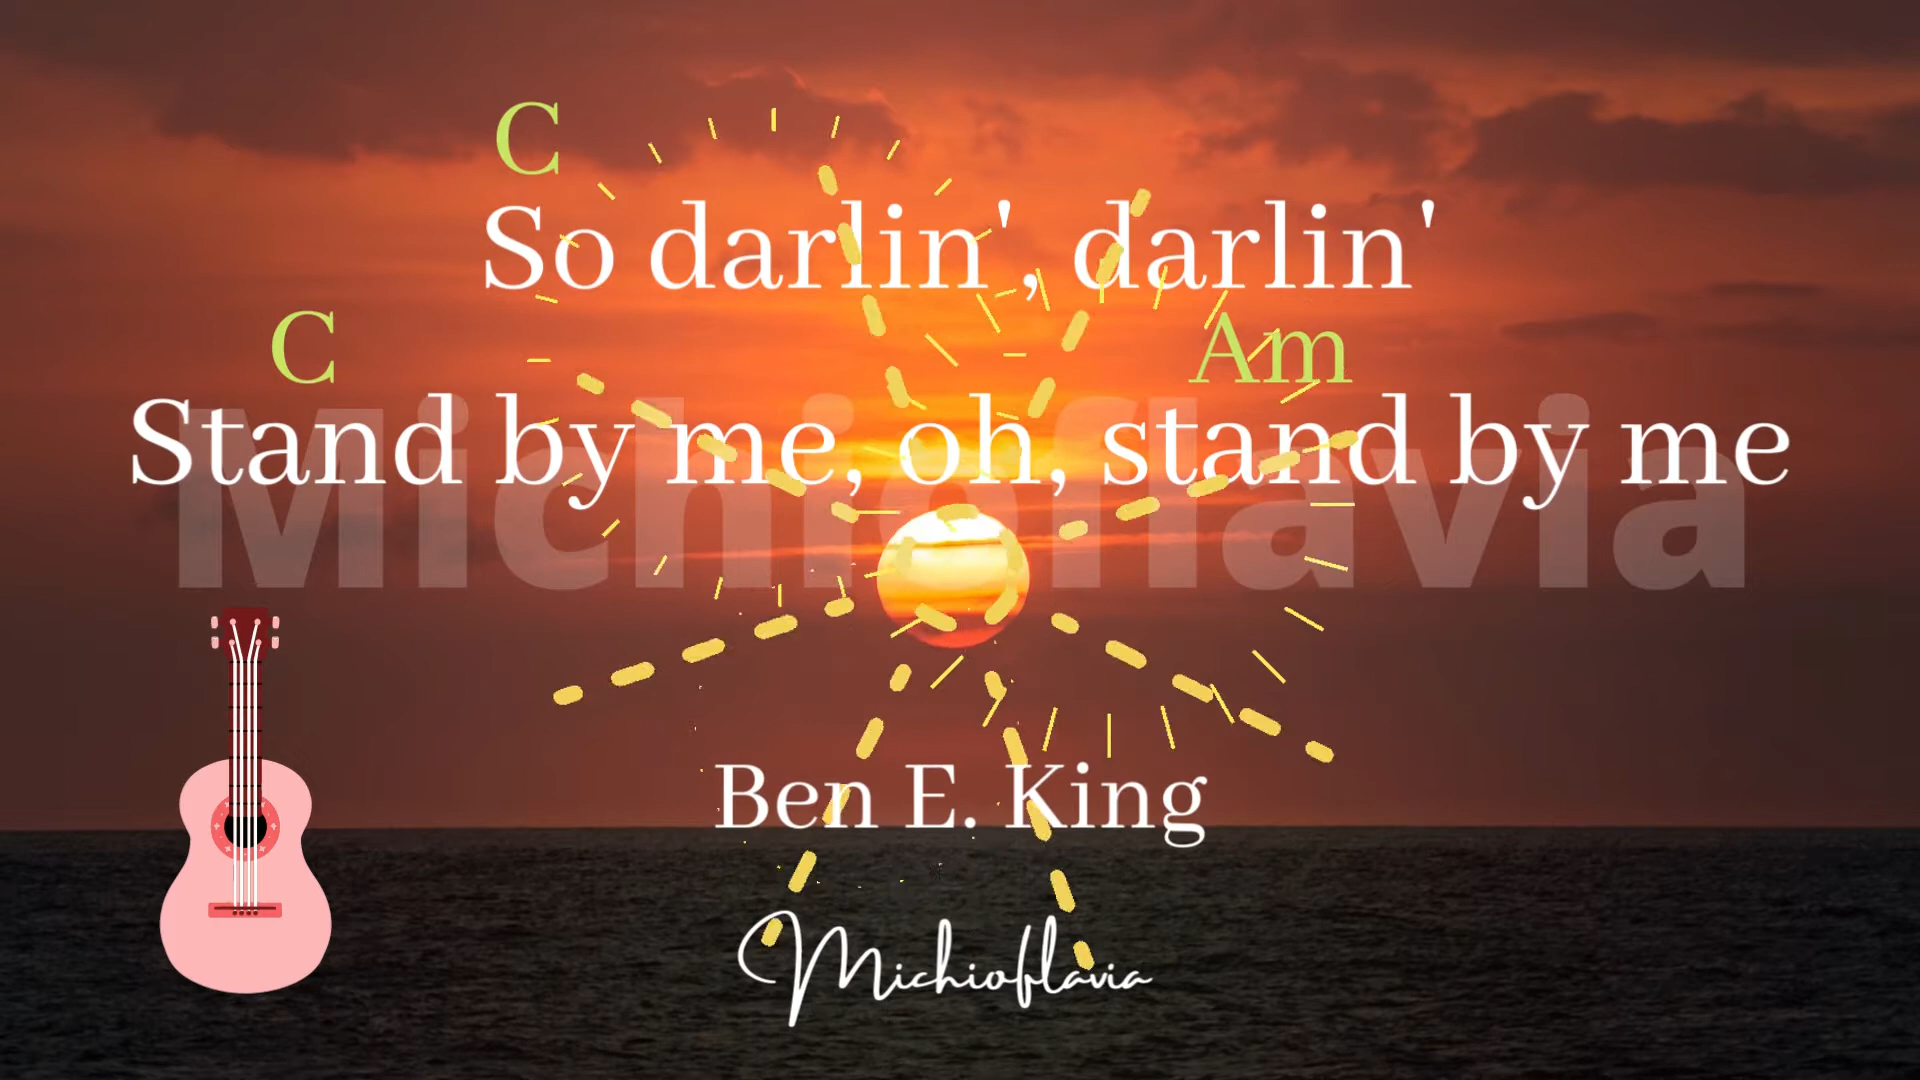 C
So darlin', darlin'
C Am
Stand by me, oh, stand by me
Michioflavia
Ben E. King
Michioflavia